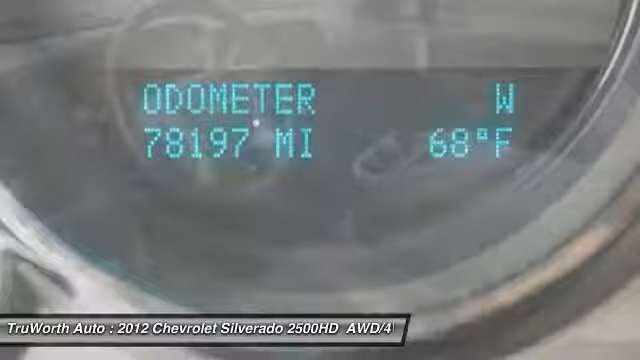 ODOMETER W
78197 MI 68°F
TruWorth Auto : 2012 Chevrolet Silverado 2500HD AWD/4